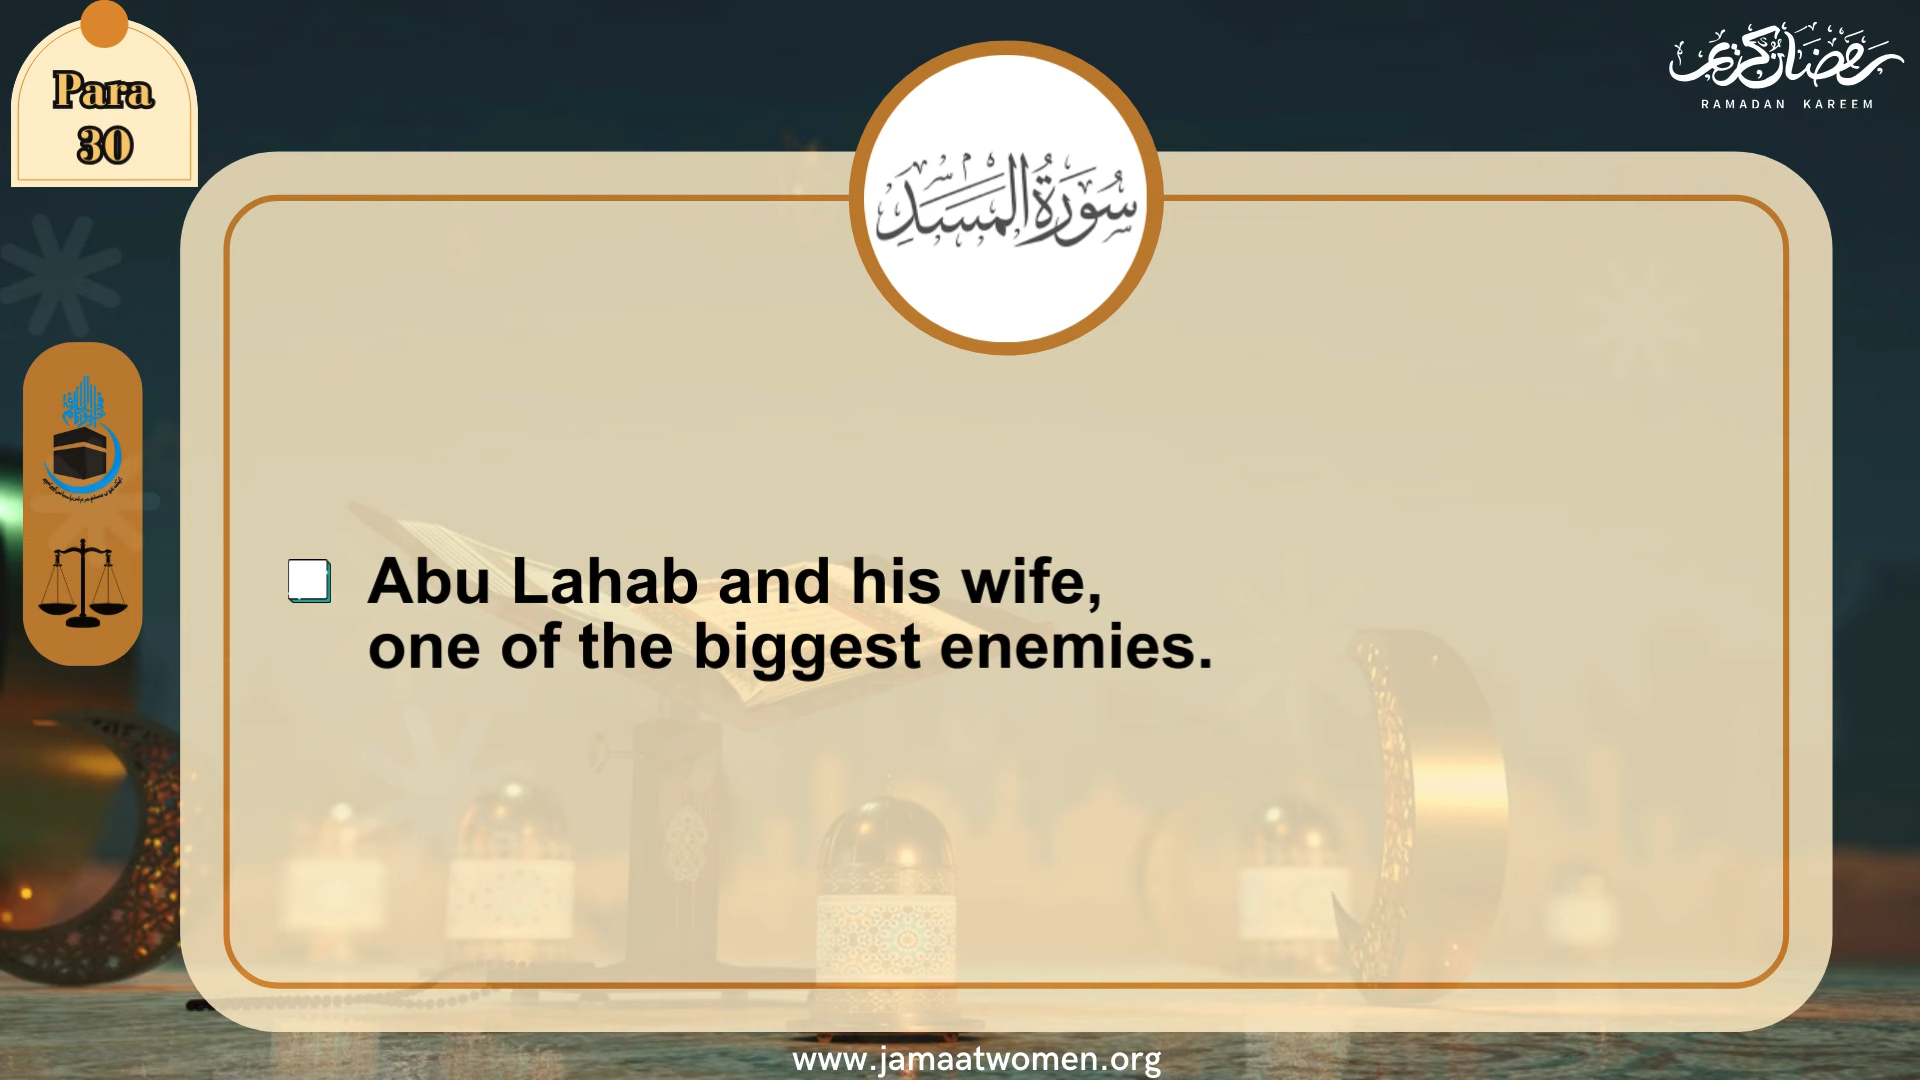 Para
30
رمضان كريم
RAMADAN KAREEM
سُورَةُ المَسَدِ
Abu Lahab and his wife,
one of the biggest enemies.
www.jamaatwomen.org